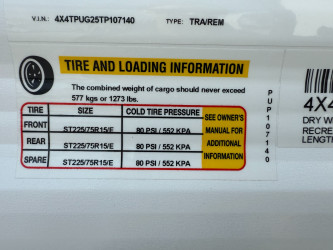 V.I.N.: 4X4TPUG25TP107140 TYPE: TRA/REM
TIRE AND LOADING INFORMATION
The combined weight of cargo should never exceed
577 kgs or 1273 lbs.
TIRE SIZE COLD TIRE PRESSURE
FRONT ST225/75R15/E 80 PSI / 552 KPA
REAR ST225/75R15/E 80 PSI / 552 KPA
SPARE ST225/75R15/E 80 PSI / 552 KPA
SEE OWNER'S
MANUAL FOR
ADDITIONAL
INFORMATION
PUP107140
4X4
DRY W
RECRE
LENGTH